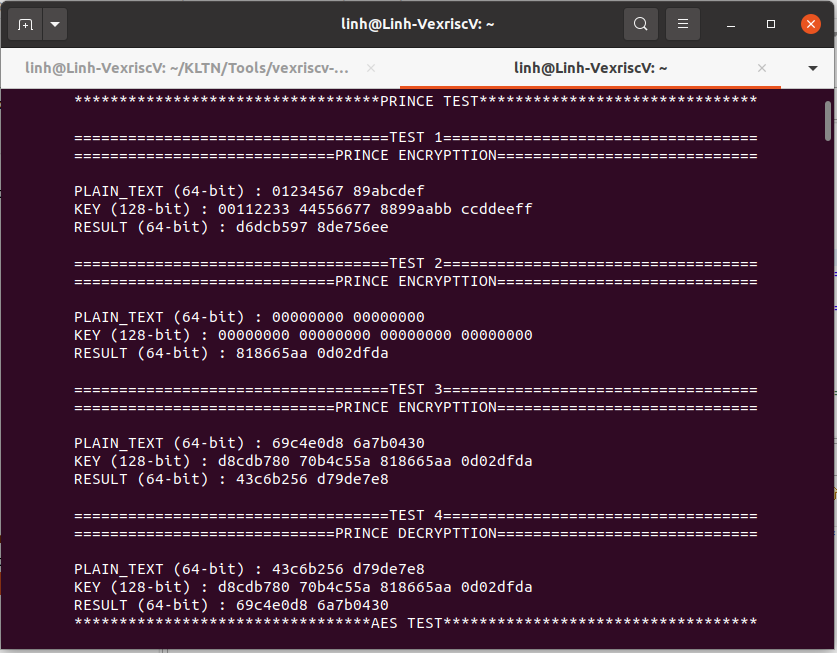 linh@Linh-VexriscV: ~
linh@Linh-VexriscV: ~/KLTN/Tools/vexriscv-...
linh@Linh-VexriscV: ~
**********************************PRINCE TEST*******************************
===================================TEST 1===================================
=============================PRINCE ENCRYPTTION=============================
PLAIN_TEXT (64-bit) : 01234567 89abcdef
KEY (128-bit) : 00112233 44556677 8899aabb ccddeeff
RESULT (64-bit) : d6dcb597 8de756ee
===================================TEST 2===================================
=============================PRINCE ENCRYPTTION=============================
PLAIN_TEXT (64-bit) : 00000000 00000000
KEY (128-bit) : 00000000 00000000 00000000 00000000
RESULT (64-bit) : 818665aa 0d02dfda
===================================TEST 3===================================
=============================PRINCE ENCRYPTTION=============================
PLAIN_TEXT (64-bit) : 69c4e0d8 6a7b0430
KEY (128-bit) : d8cdb780 70b4c55a 818665aa 0d02dfda
RESULT (64-bit) : 43c6b256 d79de7e8
===================================TEST 4===================================
=============================PRINCE DECRYPTTION=============================
PLAIN_TEXT (64-bit) : 43c6b256 d79de7e8
KEY (128-bit) : d8cdb780 70b4c55a 818665aa 0d02dfda
RESULT (64-bit) : 69c4e0d8 6a7b0430
*********************************AES TEST***********************************